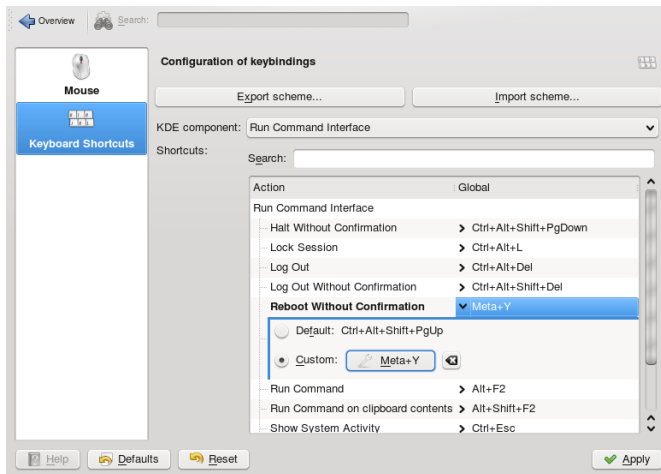 Overview Search:
Mouse
Keyboard Shortcuts
Configuration of keybindings
Export scheme... Import scheme...
KDE component: Run Command Interface
Shortcuts:
Search:
Action Global
Run Command Interface
Halt Without Confirmation Ctrl+Alt+Shift+PgDown
Lock Session Ctrl+Alt+L
Log Out Ctrl+Alt+Del
Log Out Without Confirmation Ctrl+Alt+Shift+Del
Reboot Without Confirmation Meta+Y
Default: Ctrl+Alt+Shift+PgUp
Custom: Meta+Y
Run Command Alt+F2
Run Command on clipboard contents Alt+Shift+F2
Show System Activity Ctrl+Esc
Help Defaults Reset Apply